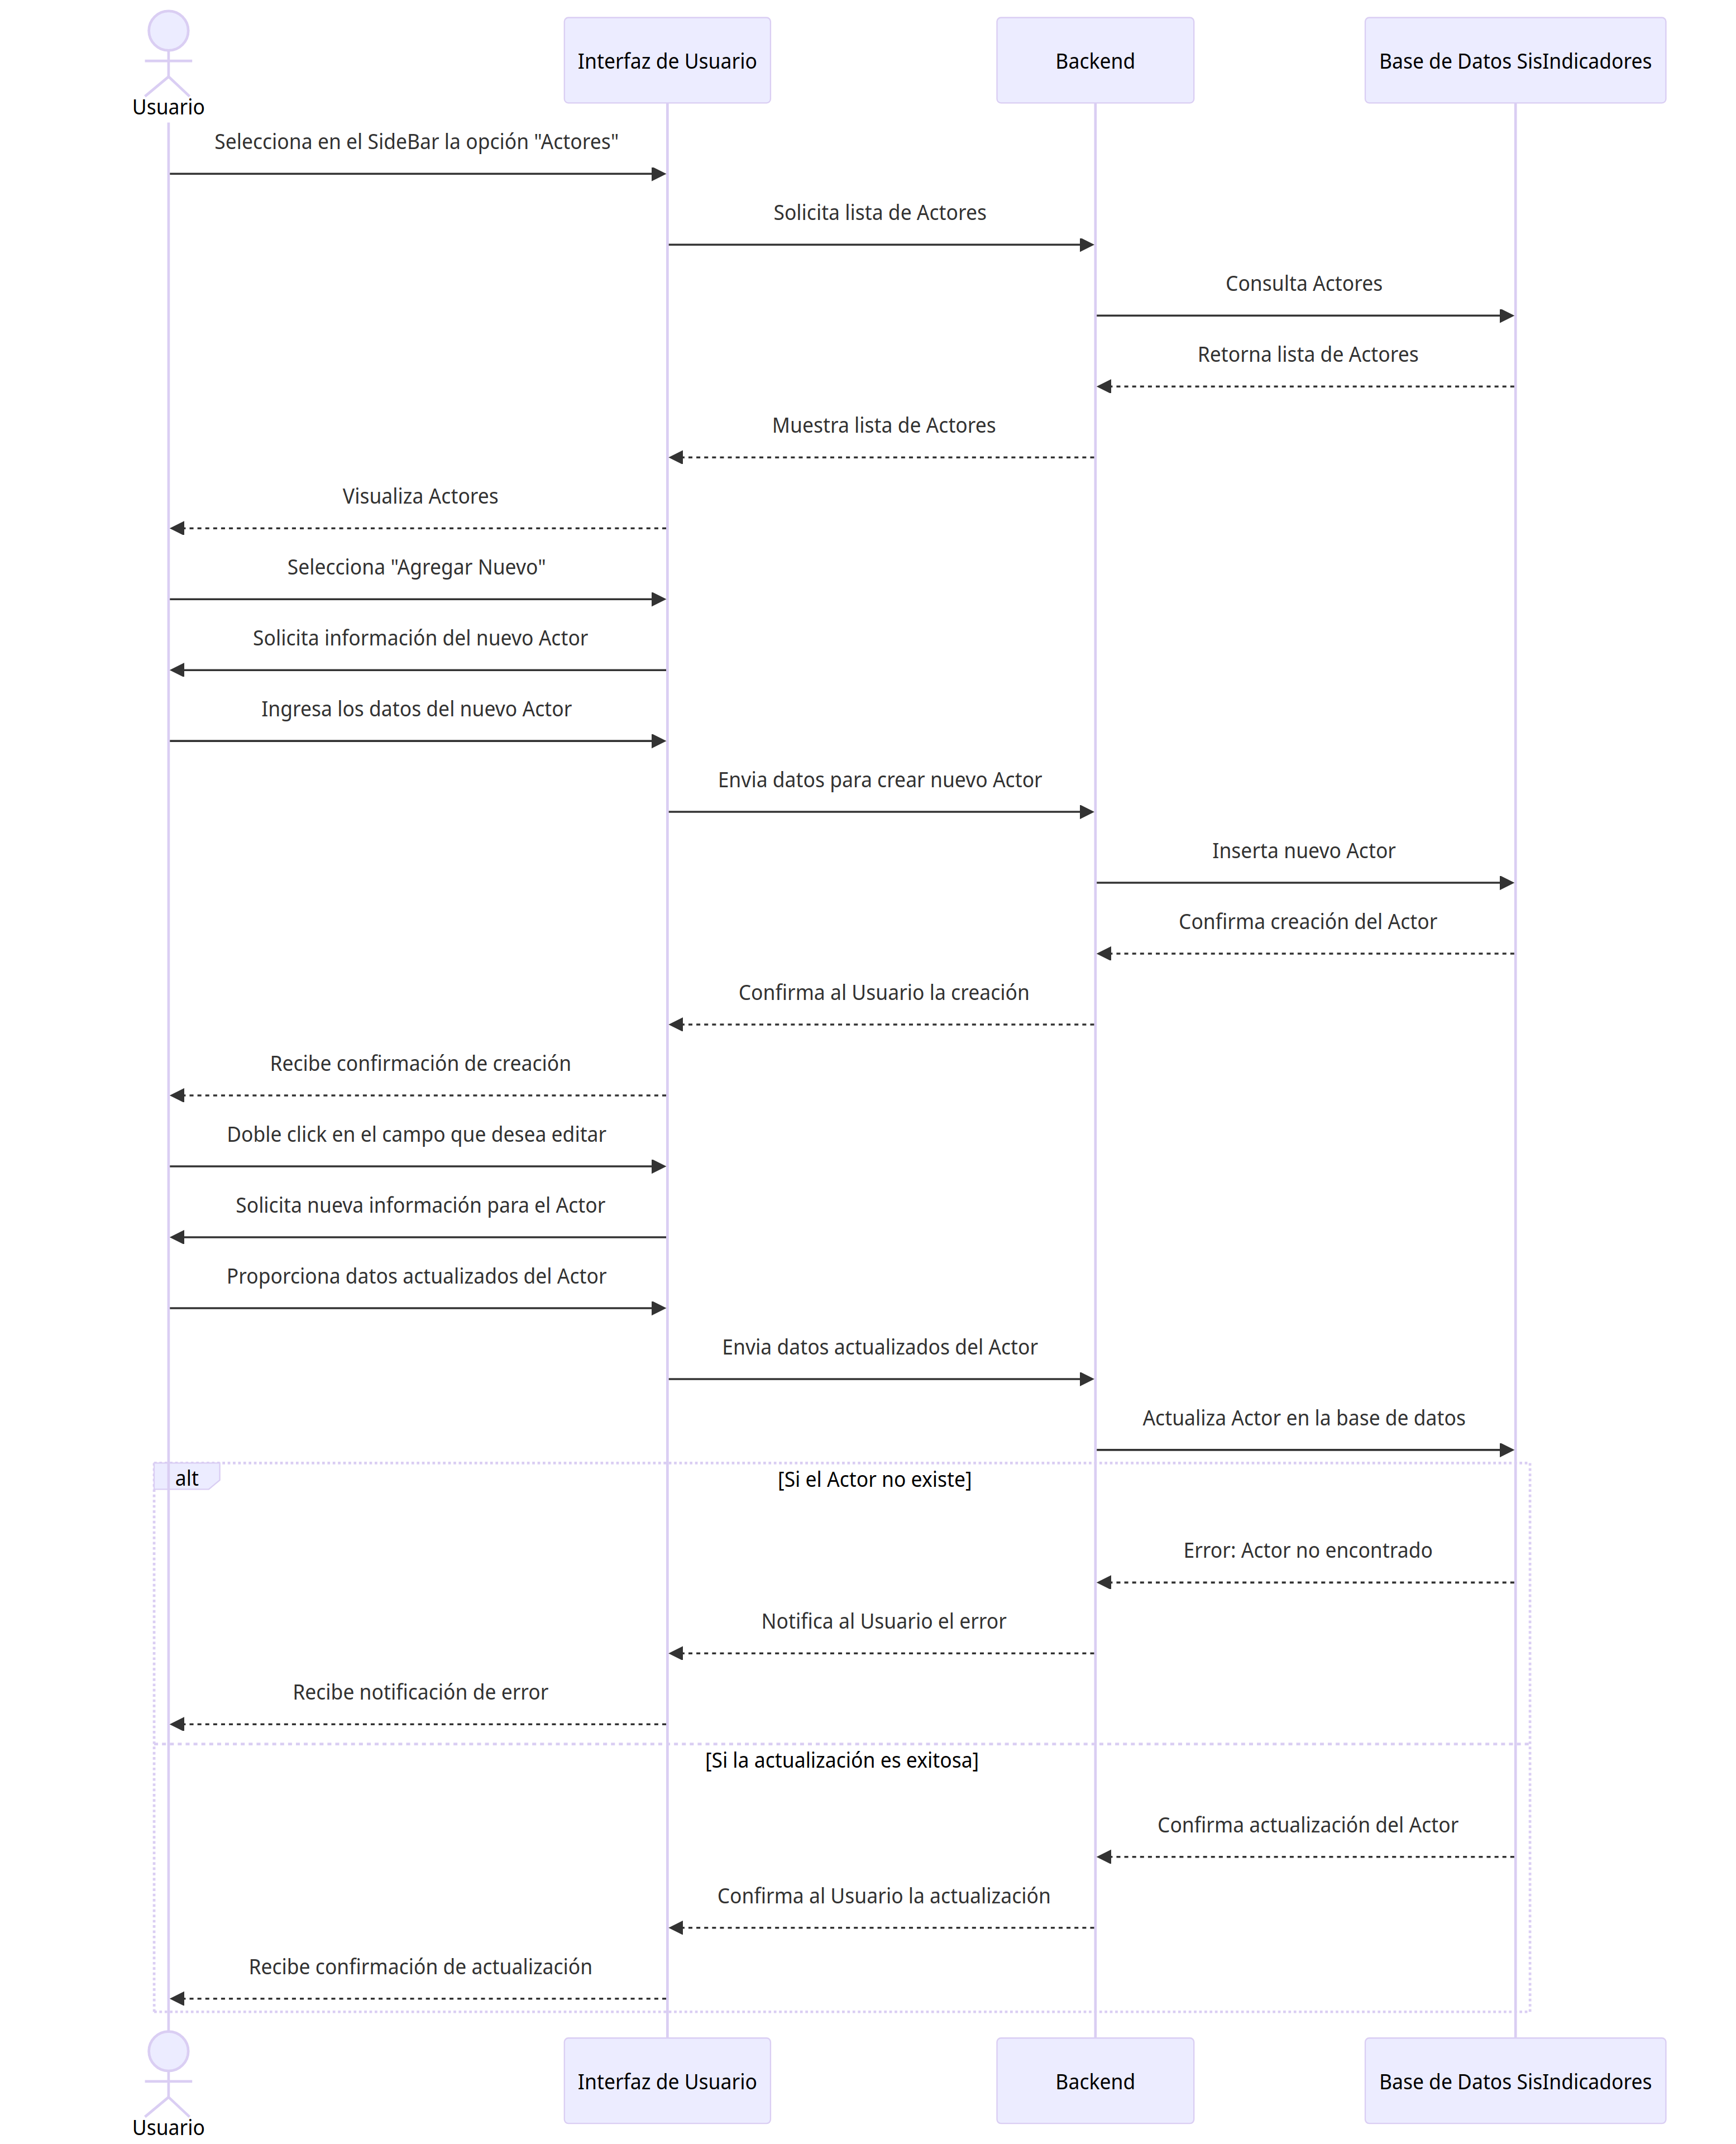 Usuario
Interfaz de Usuario
Backend
Base de Datos SisIndicadores
Selecciona en el SideBar la opción "Actores"
Solicita lista de Actores
Consulta Actores
Retorna lista de Actores
Muestra lista de Actores
Visualiza Actores
Selecciona "Agregar Nuevo"
Solicita información del nuevo Actor
Ingresa los datos del nuevo Actor
Envia datos para crear nuevo Actor
Inserta nuevo Actor
Confirma creación del Actor
Confirma al Usuario la creación
Recibe confirmación de creación
Doble click en el campo que desea editar
Solicita nueva información para el Actor
Proporciona datos actualizados del Actor
Envia datos actualizados del Actor
Actualiza Actor en la base de datos
alt
[Si el Actor no existe]
Error: Actor no encontrado
Notifica al Usuario el error
Recibe notificación de error
[Si la actualización es exitosa]
Confirma actualización del Actor
Confirma al Usuario la actualización
Recibe confirmación de actualización
Usuario
Interfaz de Usuario
Backend
Base de Datos SisIndicadores